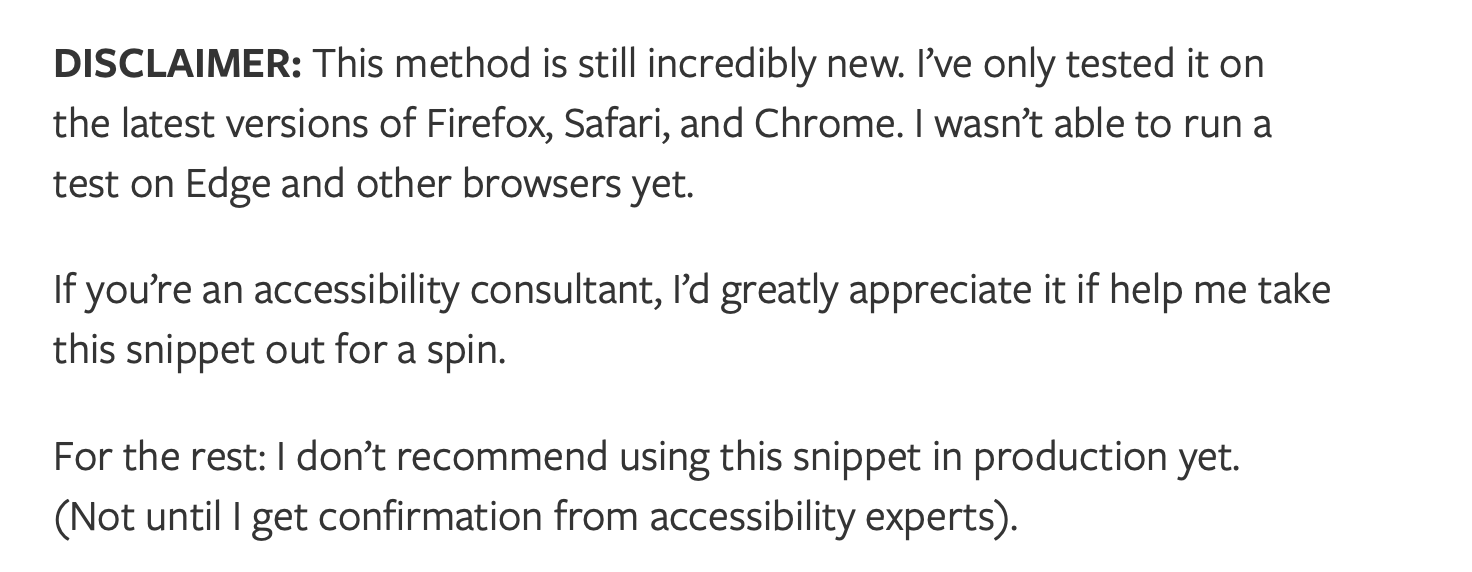 DISCLAIMER: This method is still incredibly new. I’ve only tested it on
the latest versions of Firefox, Safari, and Chrome. I wasn’t able to run a
test on Edge and other browsers yet.
If you’re an accessibility consultant, I’d greatly appreciate it if help me take
this snippet out for a spin.
For the rest: I don’t recommend using this snippet in production yet.
(Not until I get confirmation from accessibility experts).